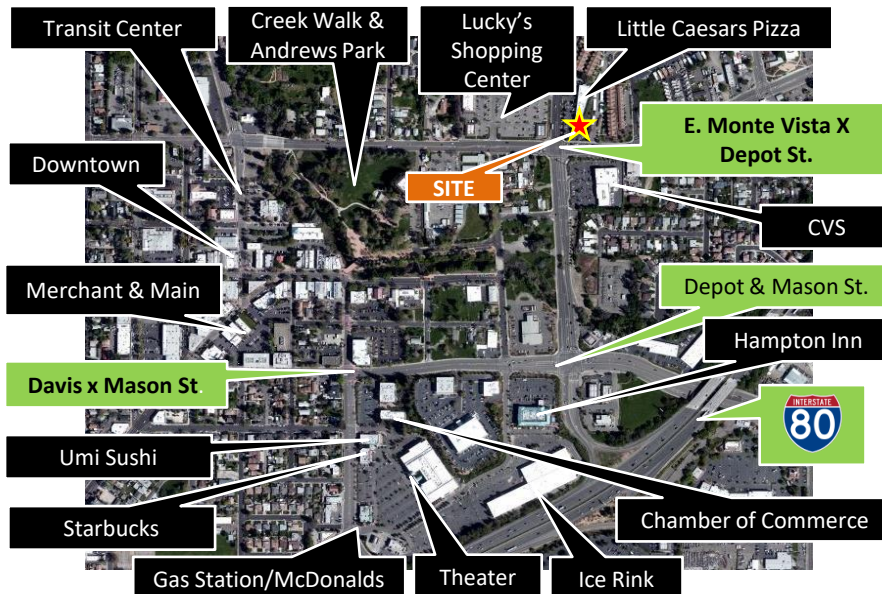 Transit Center
Creek Walk &
Andrews Park
Lucky’s
Shopping
Center
Little Caesars Pizza
E. Monte Vista X
Depot St.
Downtown
SITE
CVS
Merchant & Main
Depot & Mason St.
Hampton Inn
Davis x Mason St.
INTERSTATE
80
Umi Sushi
Starbucks
Chamber of Commerce
Gas Station/McDonalds
Theater
Ice Rink